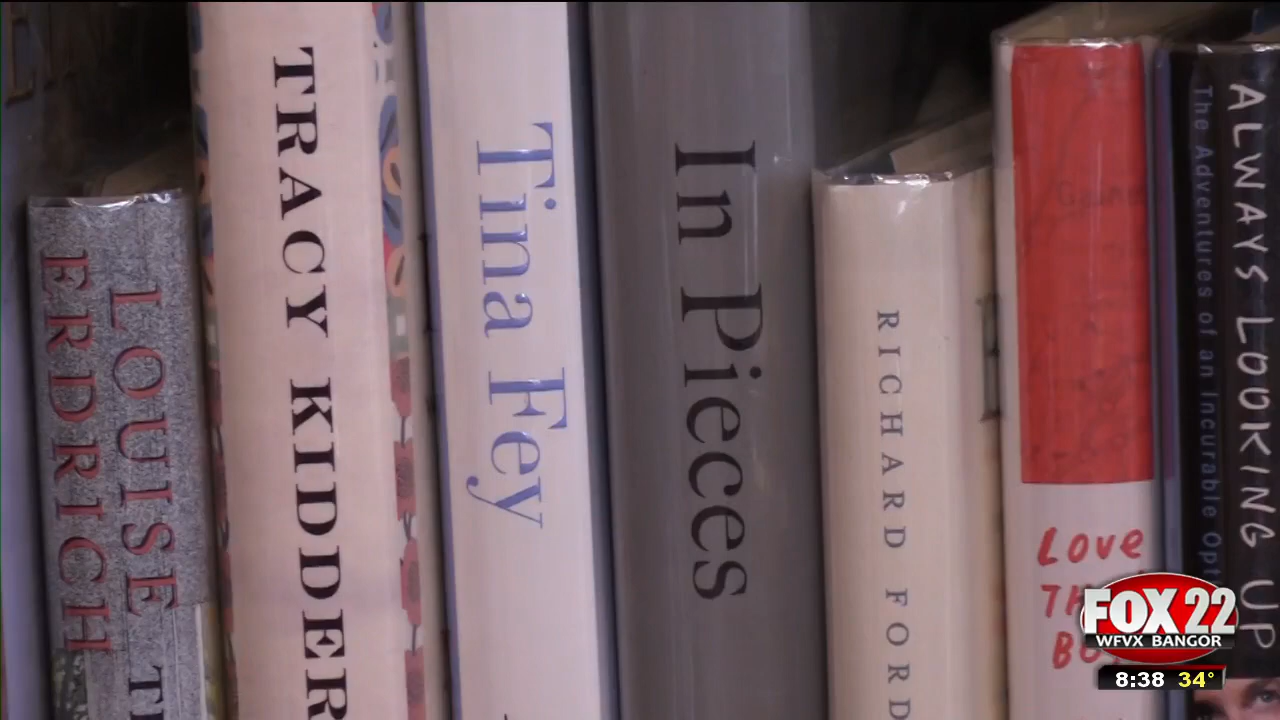 LOUISE
ERDRICH
TRACY KIDDER
Tina Fey
In Pieces
RICHARD FORD
Love
ALWAYS LOOKING UP
The Adventures of an Incurable
FOX 22
WFVX BANGOR
8:38 34°